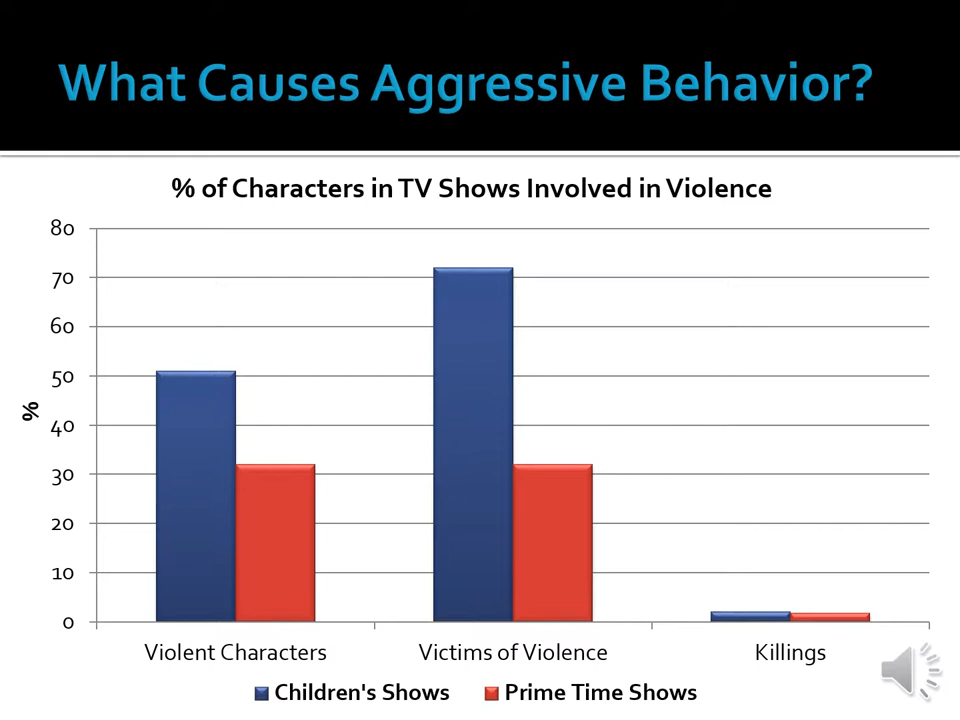 What Causes Aggressive Behavior?
% of Characters in TV Shows Involved in Violence
80
70
60
50
40
30
20
10
0
%
Violent Characters
Victims of Violence
Killings
Children's Shows
Prime Time Shows